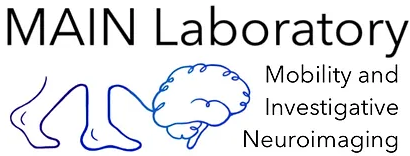 MAIN Laboratory
Mobility and
Investigative
Neuroimaging